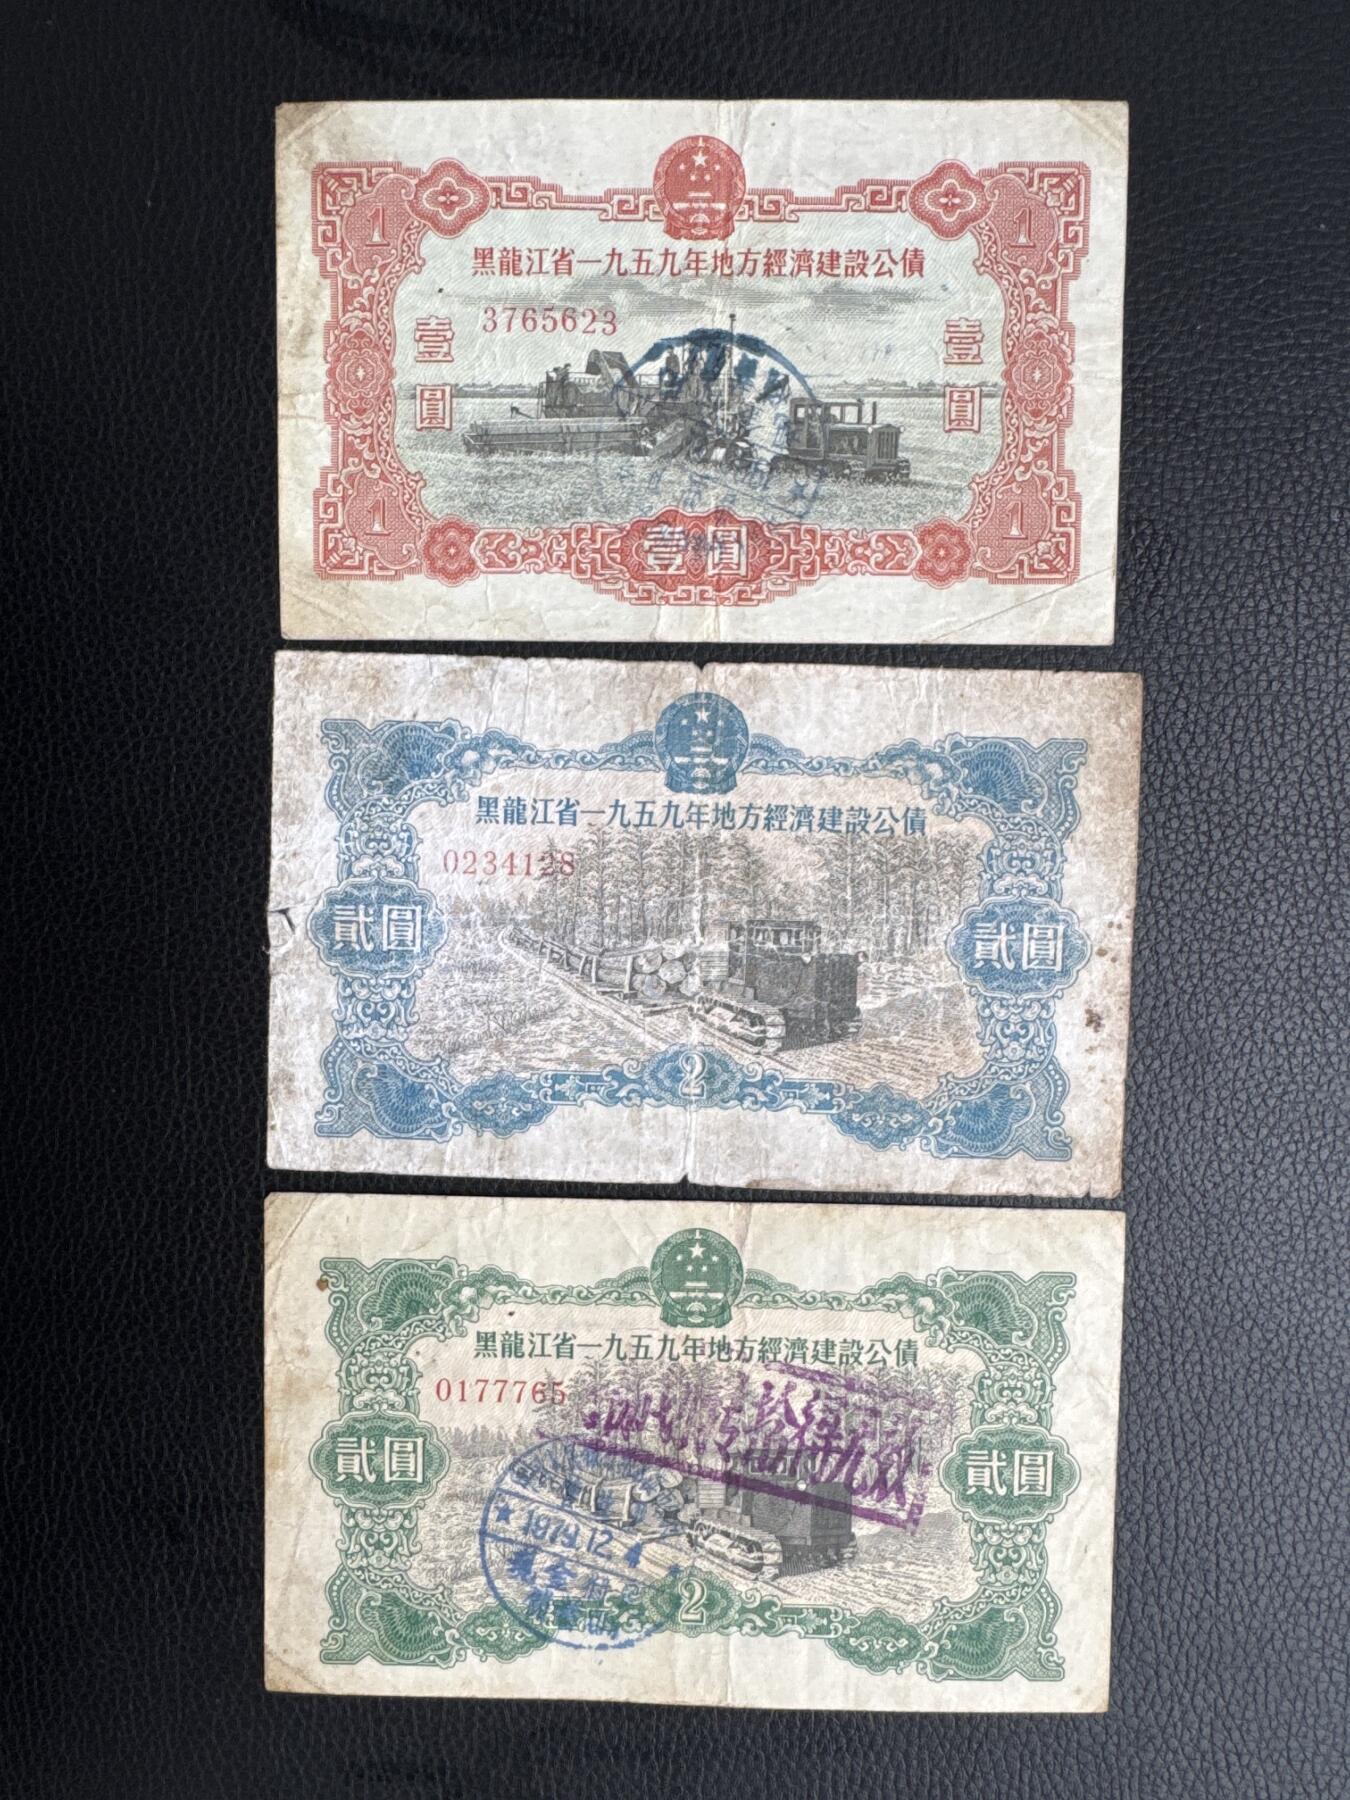 1 1
黑龍江省一九五九年地方經濟建設公債
3765623
壹圓 壹圓
1 壹圓 1
黑龍江省一九五九年地方經濟建設公債
0234128
貳圓 貳圓
2
黑龍江省一九五九年地方經濟建設公債
0177765
貳圓 貳圓
1979.12.4
2